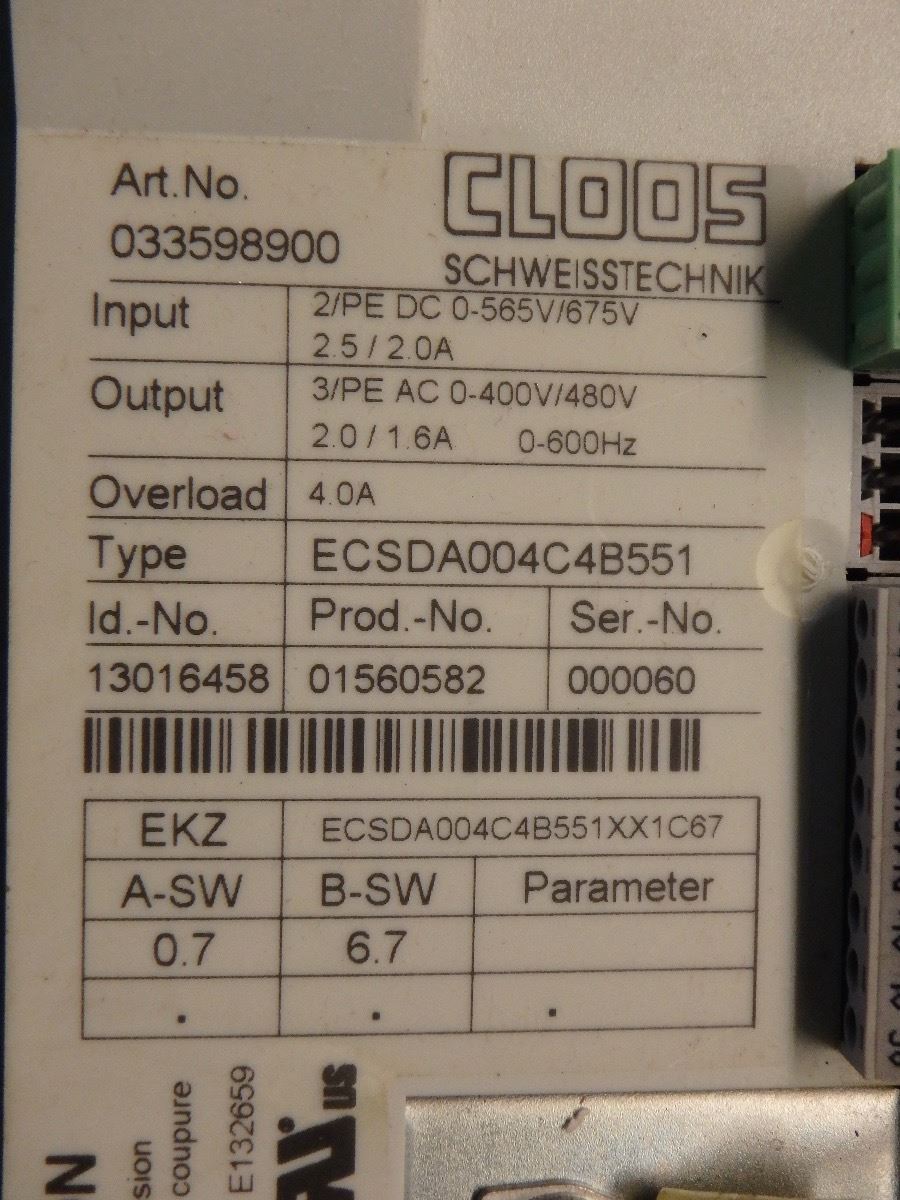 Art.No.
033598900
CLOOS
SCHWEISSTECHNIK
Input
2/PE DC 0-565V/675V
2.5 / 2.0A
Output
3/PE AC 0-400V/480V
2.0 / 1.6A 0-600Hz
Overload 4.0A
Type ECSDA004C4B551
Id.-No. Prod.-No. Ser.-No.
13016458 01560582 000060
EKZ ECSDA004C4B551XX1C67
A-SW B-SW Parameter
0.7 6.7
. . .
coupure
E132659
US